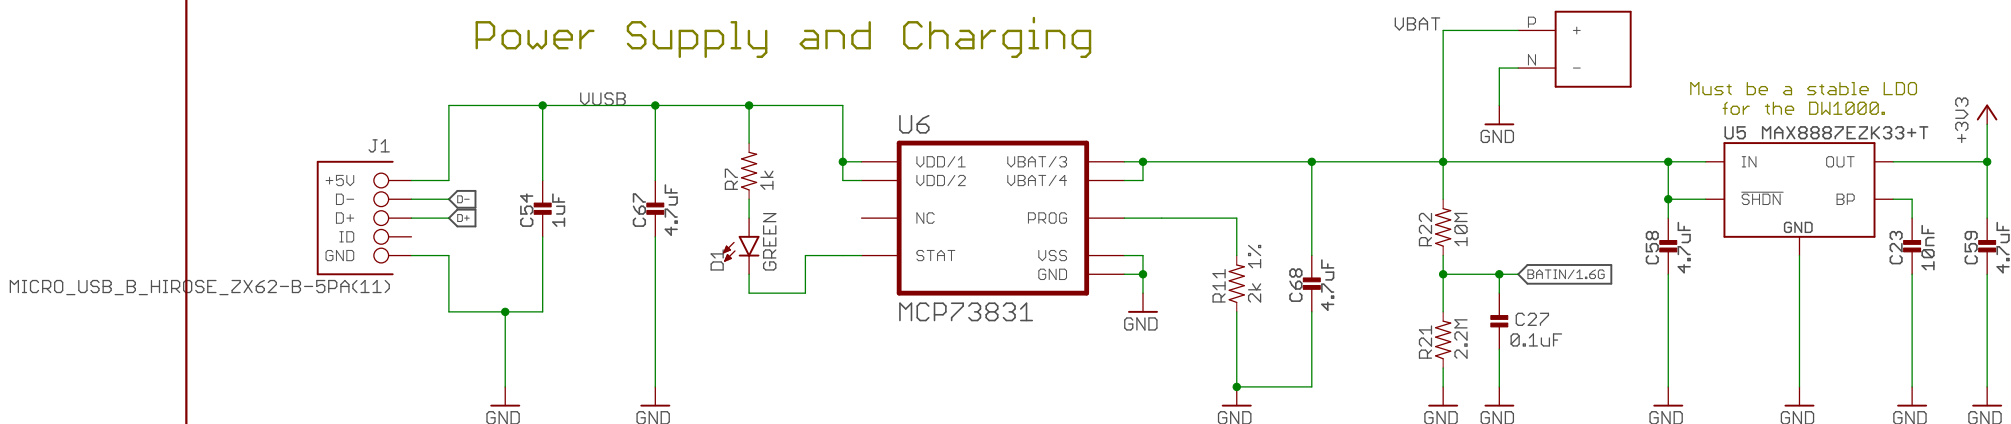 Power Supply and Charging
VBAT
P
+
N
-
GND
Must be a stable LDO
for the DW1000.
+3V3
VUSB
J1
+5V
D-
D+
ID
GND
D-
D+
MICRO_USB_B_HIROSE_ZX62-B-5PA(11)
C54
1uF
GND
C67
4.7uF
GND
R7
1k
D1
GREEN
U6
VDD/1
VDD/2
NC
STAT
VBAT/3
VBAT/4
PROG
VSS
GND
MCP73831
GND
R11
2k 1%
C68
4.7uF
GND
R22
10M
BATIN/1.6G
R21
2.2M
C27
0.1uF
GND
GND
C58
4.7uF
GND
U5 MAX8887EZK33+T
IN
OUT
SHDN
BP
GND
GND
C23
10nF
GND
C59
4.7uF
GND